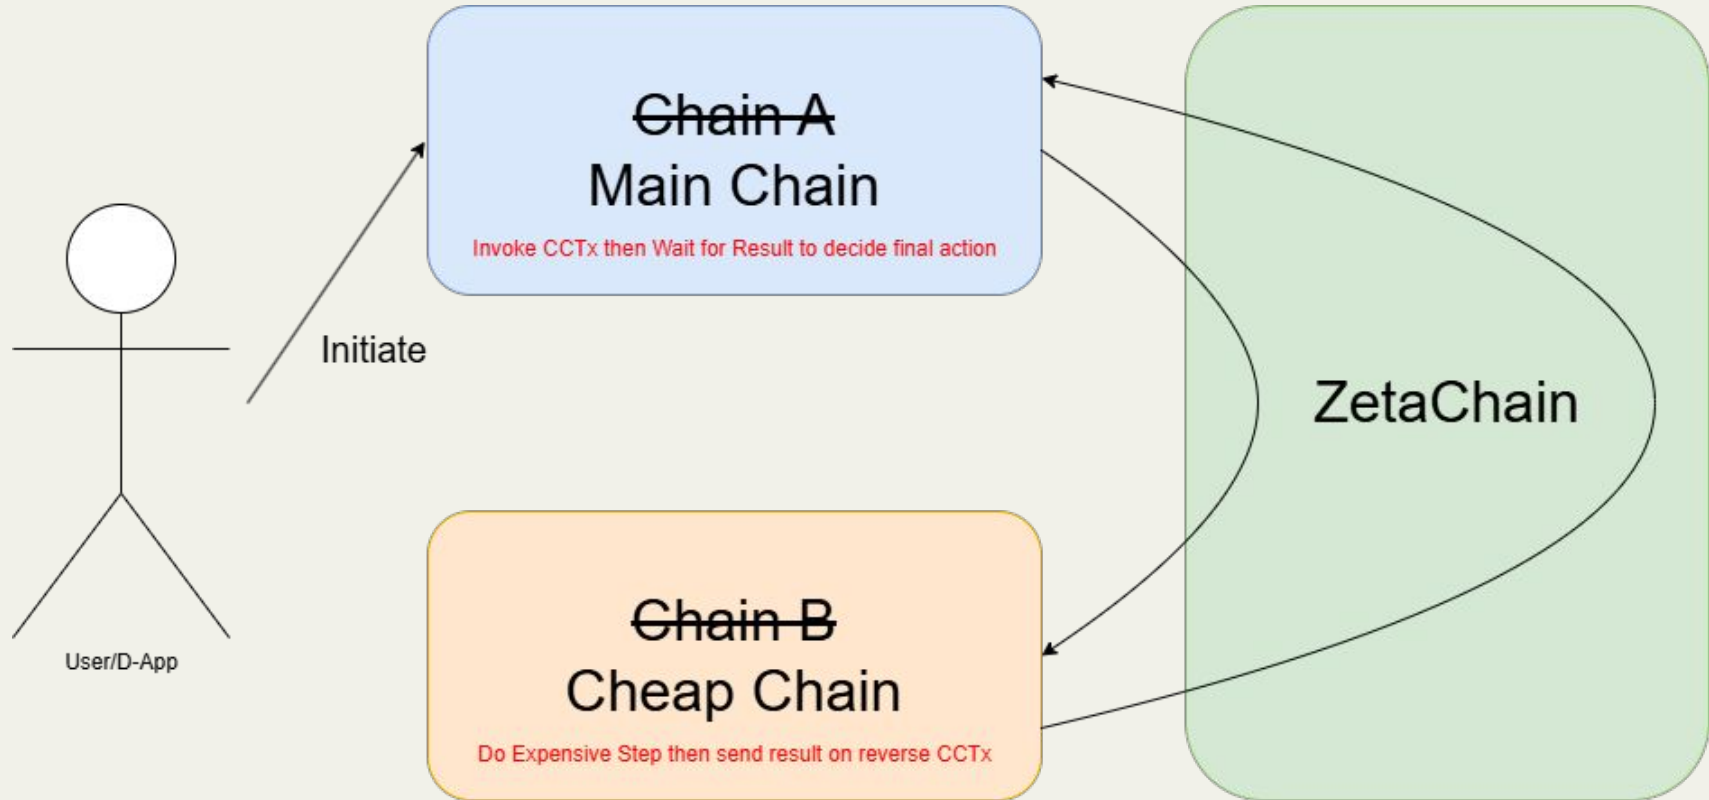 Chain A
Main Chain
Invoke CCTx then Wait for Result to decide final action
Initiate
ZetaChain
Chain B
Cheap Chain
Do Expensive Step then send result on reverse CCTx
User/D-App